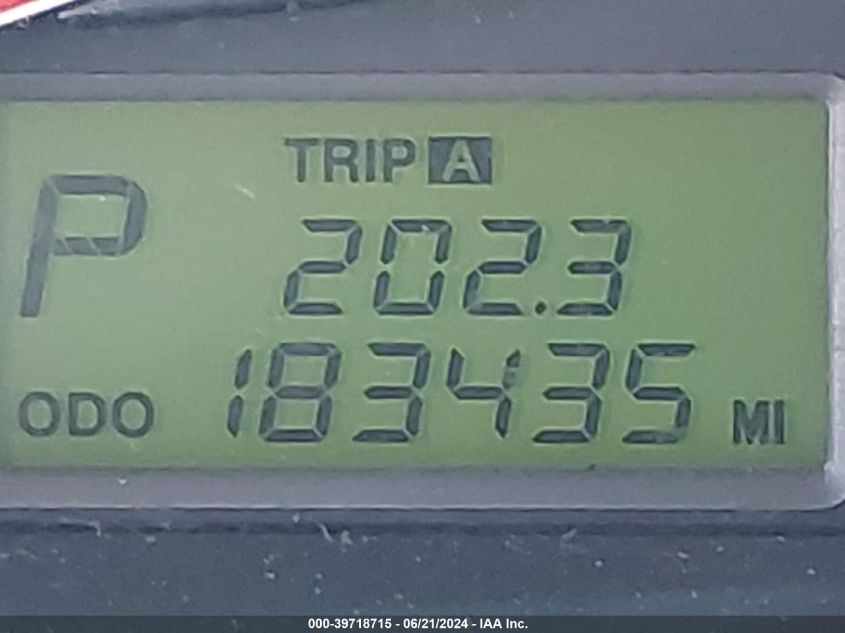 TRIP A
P
202.3
ODO 183435 MI
000-39718715 - 06/21/2024 - IAA Inc.